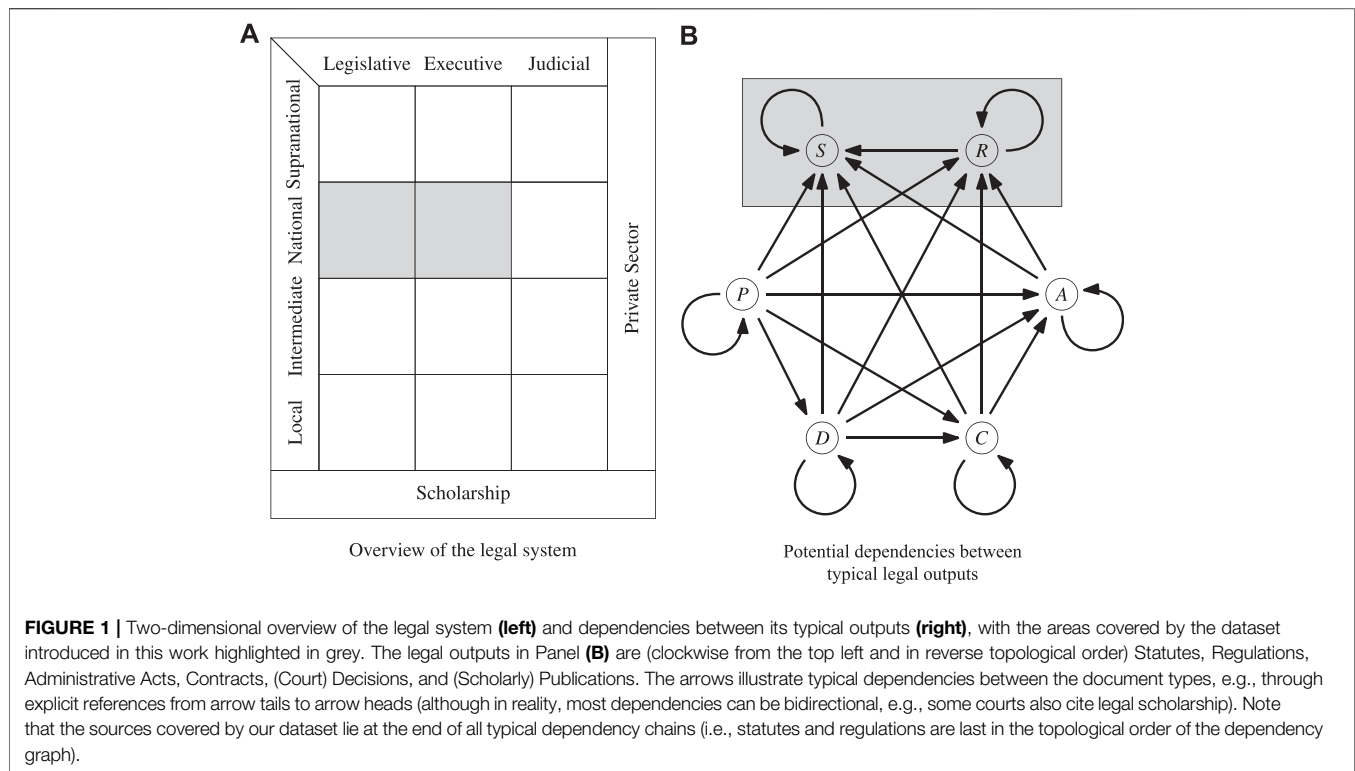 A
B
Legislative Executive Judicial
Supranational
National
Intermediate
Local
Private Sector
Scholarship
S
R
P
A
D
C
Overview of the legal system
Potential dependencies between
typical legal outputs
FIGURE 1 | Two-dimensional overview of the legal system (left) and dependencies between its typical outputs (right), with the areas covered by the dataset
introduced in this work highlighted in grey. The legal outputs in Panel (B) are (clockwise from the top left and in reverse topological order) Statutes, Regulations,
Administrative Acts, Contracts, (Court) Decisions, and (Scholarly) Publications. The arrows illustrate typical dependencies between the document types, e.g., through
explicit references from arrow tails to arrow heads (although in reality, most dependencies can be bidirectional, e.g., some courts also cite legal scholarship). Note
that the sources covered by our dataset lie at the end of all typical dependency chains (i.e., statutes and regulations are last in the topological order of the dependency
graph).